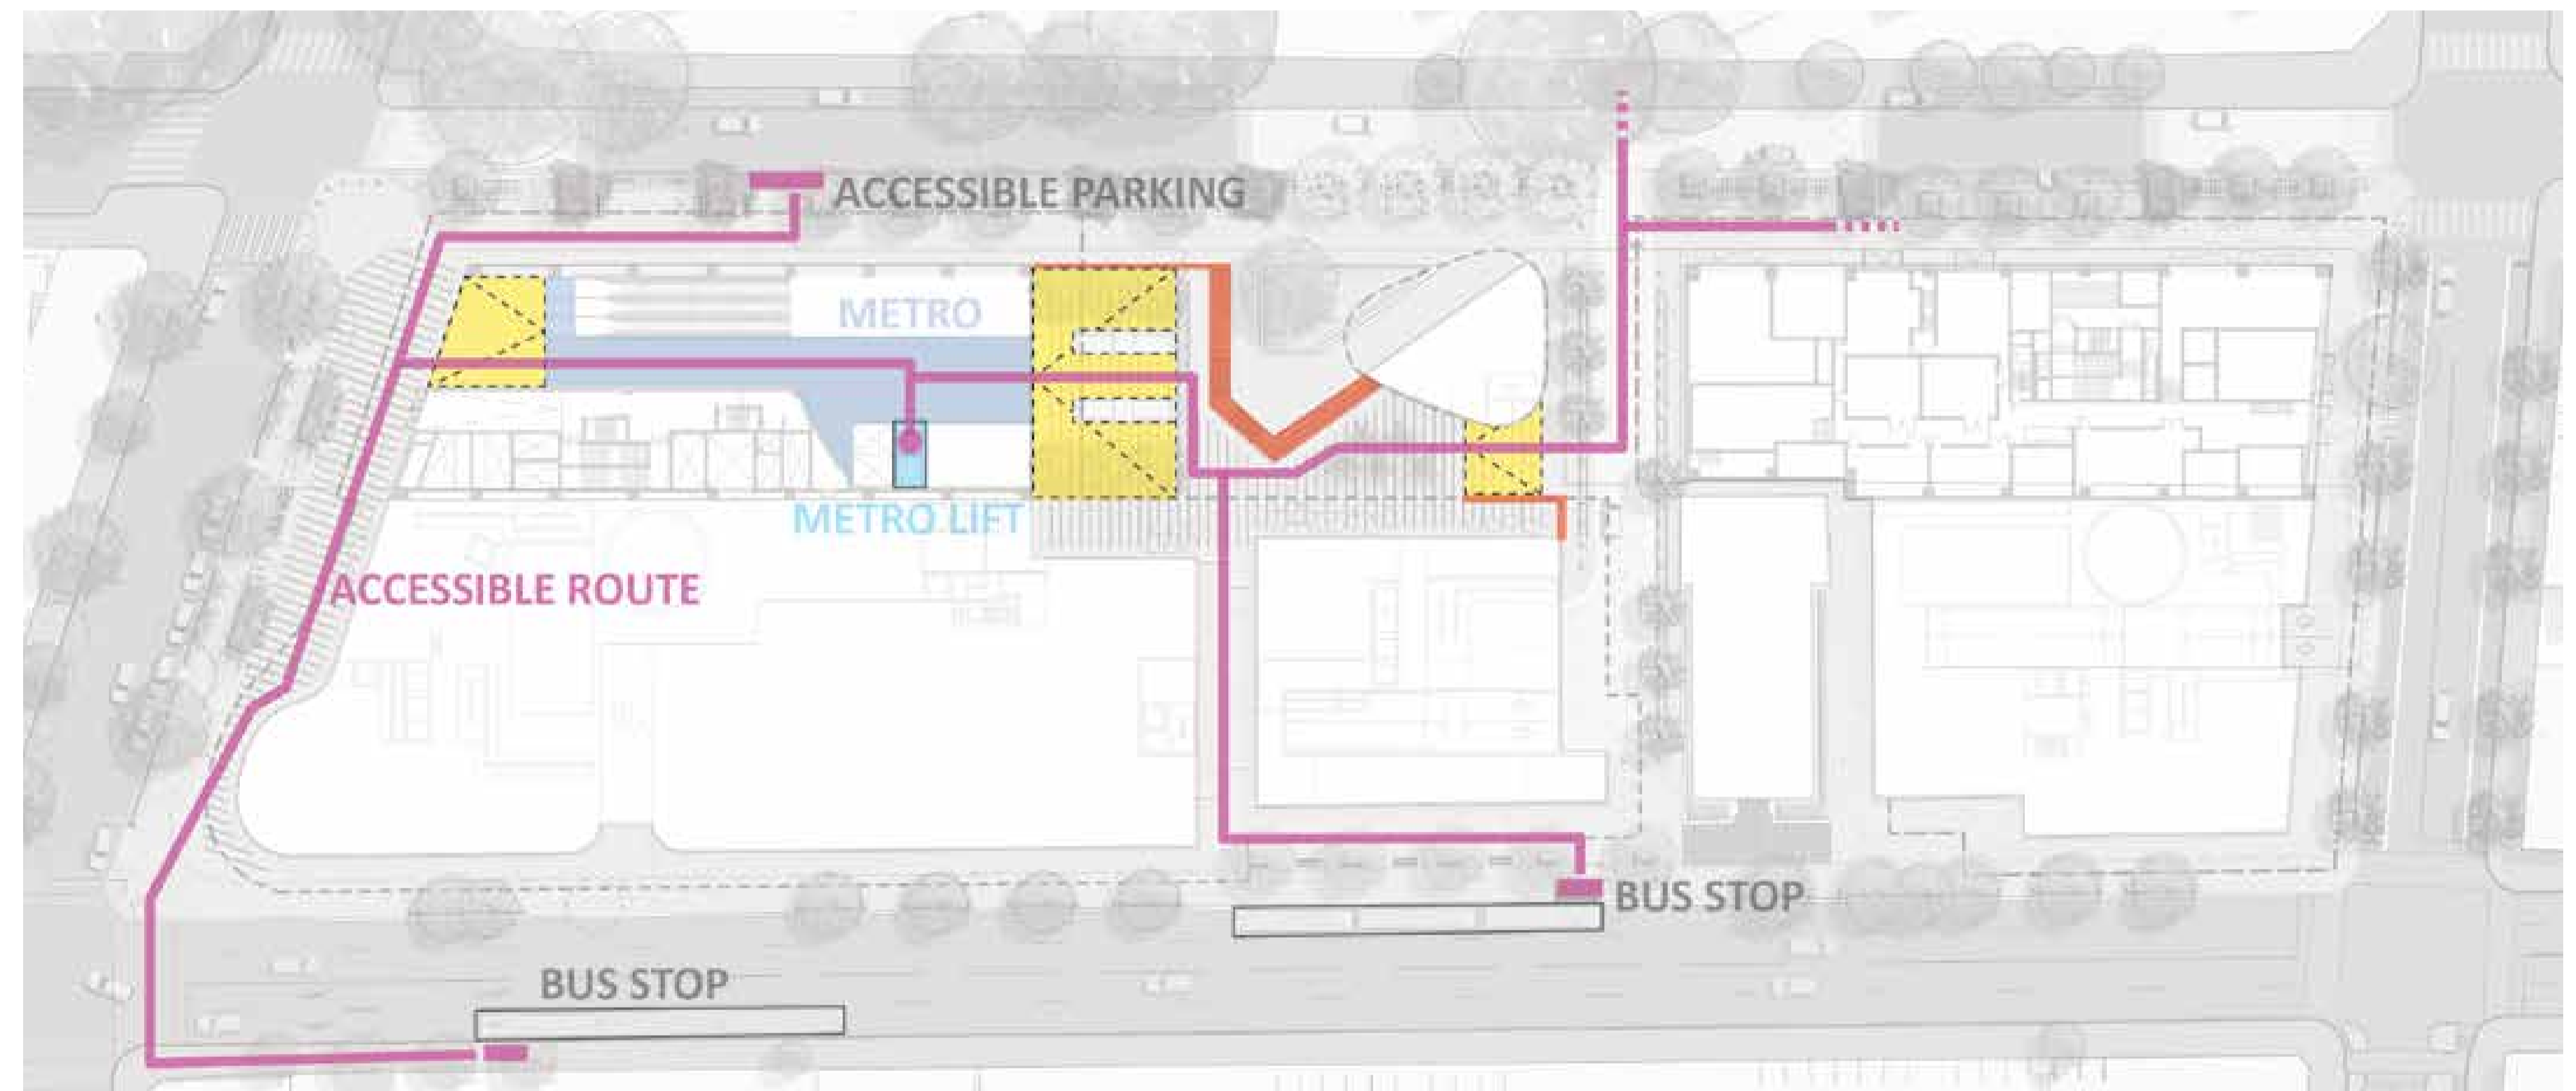 ACCESSIBLE PARKING
METRO
METRO LIFT
ACCESSIBLE ROUTE
BUS STOP
BUS STOP